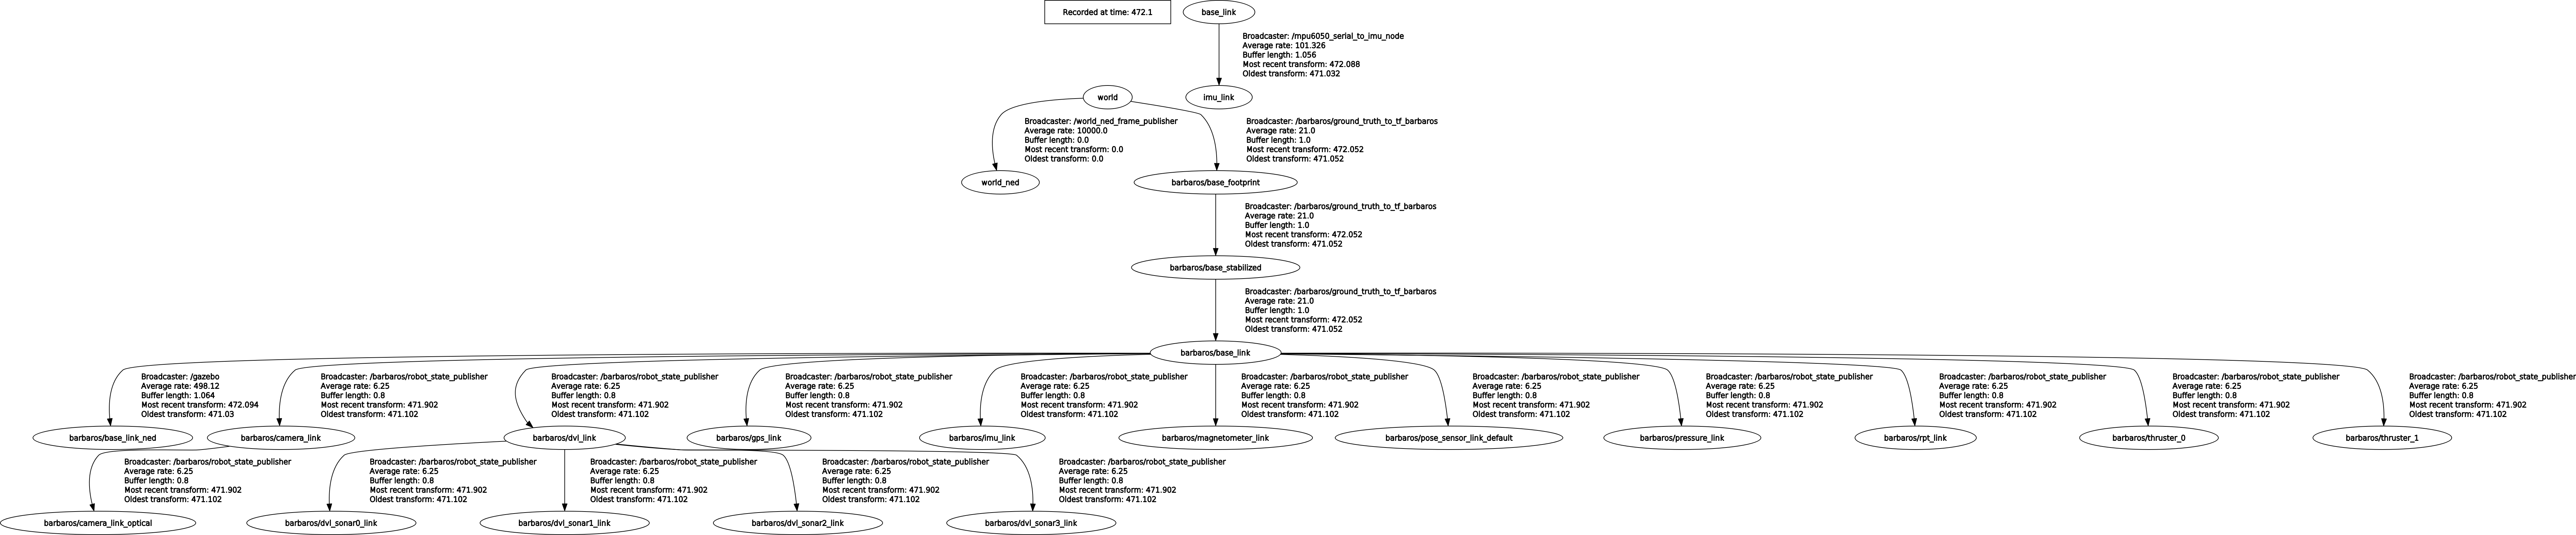 Recorded at time: 472.1
base_link
Broadcaster: /mpu6050_serial_to_imu_node
Average rate: 101.326
Buffer length: 1.056
Most recent transform: 472.088
Oldest transform: 471.032
world
imu_link
Broadcaster: /world_ned_frame_publisher
Average rate: 10000.0
Buffer length: 0.0
Most recent transform: 0.0
Oldest transform: 0.0
Broadcaster: /barbaros/ground_truth_to_tf_barbaros
Average rate: 21.0
Buffer length: 1.0
Most recent transform: 472.052
Oldest transform: 471.052
world_ned
barbaros/base_footprint
Broadcaster: /barbaros/ground_truth_to_tf_barbaros
Average rate: 21.0
Buffer length: 1.0
Most recent transform: 472.052
Oldest transform: 471.052
barbaros/base_stabilized
Broadcaster: /barbaros/ground_truth_to_tf_barbaros
Average rate: 21.0
Buffer length: 1.0
Most recent transform: 472.052
Oldest transform: 471.052
barbaros/base_link
Broadcaster: /gazebo
Average rate: 498.12
Buffer length: 1.064
Most recent transform: 472.094
Oldest transform: 471.03
Broadcaster: /barbaros/robot_state_publisher
Average rate: 6.25
Buffer length: 0.8
Most recent transform: 471.902
Oldest transform: 471.102
Broadcaster: /barbaros/robot_state_publisher
Average rate: 6.25
Buffer length: 0.8
Most recent transform: 471.902
Oldest transform: 471.102
Broadcaster: /barbaros/robot_state_publisher
Average rate: 6.25
Buffer length: 0.8
Most recent transform: 471.902
Oldest transform: 471.102
Broadcaster: /barbaros/robot_state_publisher
Average rate: 6.25
Buffer length: 0.8
Most recent transform: 471.902
Oldest transform: 471.102
Broadcaster: /barbaros/robot_state_publisher
Average rate: 6.25
Buffer length: 0.8
Most recent transform: 471.902
Oldest transform: 471.102
Broadcaster: /barbaros/robot_state_publisher
Average rate: 6.25
Buffer length: 0.8
Most recent transform: 471.902
Oldest transform: 471.102
Broadcaster: /barbaros/robot_state_publisher
Average rate: 6.25
Buffer length: 0.8
Most recent transform: 471.902
Oldest transform: 471.102
Broadcaster: /barbaros/robot_state_publisher
Average rate: 6.25
Buffer length: 0.8
Most recent transform: 471.902
Oldest transform: 471.102
Broadcaster: /barbaros/robot_state_publisher
Average rate: 6.25
Buffer length: 0.8
Most recent transform: 471.902
Oldest transform: 471.102
Broadcaster: /barbaros/robot_state_publisher
Average rate: 6.25
Buffer length: 0.8
Most recent transform: 471.902
Oldest transform: 471.102
barbaros/base_link_ned
barbaros/camera_link
barbaros/dvl_link
barbaros/gps_link
barbaros/imu_link
barbaros/magnetometer_link
barbaros/pose_sensor_link_default
barbaros/pressure_link
barbaros/rpt_link
barbaros/thruster_0
barbaros/thruster_1
Broadcaster: /barbaros/robot_state_publisher
Average rate: 6.25
Buffer length: 0.8
Most recent transform: 471.902
Oldest transform: 471.102
Broadcaster: /barbaros/robot_state_publisher
Average rate: 6.25
Buffer length: 0.8
Most recent transform: 471.902
Oldest transform: 471.102
Broadcaster: /barbaros/robot_state_publisher
Average rate: 6.25
Buffer length: 0.8
Most recent transform: 471.902
Oldest transform: 471.102
Broadcaster: /barbaros/robot_state_publisher
Average rate: 6.25
Buffer length: 0.8
Most recent transform: 471.902
Oldest transform: 471.102
Broadcaster: /barbaros/robot_state_publisher
Average rate: 6.25
Buffer length: 0.8
Most recent transform: 471.902
Oldest transform: 471.102
barbaros/camera_link_optical
barbaros/dvl_sonar0_link
barbaros/dvl_sonar1_link
barbaros/dvl_sonar2_link
barbaros/dvl_sonar3_link